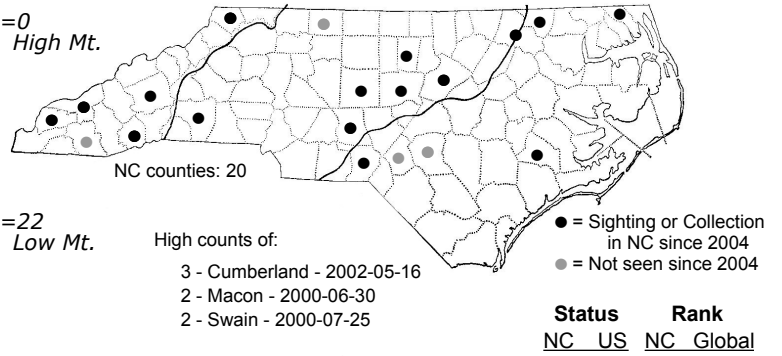 =0
High Mt.
NC counties: 20
=22
Low Mt.
High counts of:
3 - Cumberland - 2002-05-16
2 - Macon - 2000-06-30
2 - Swain - 2000-07-25
= Sighting or Collection
in NC since 2004
= Not seen since 2004
Status Rank
NC US NC Global